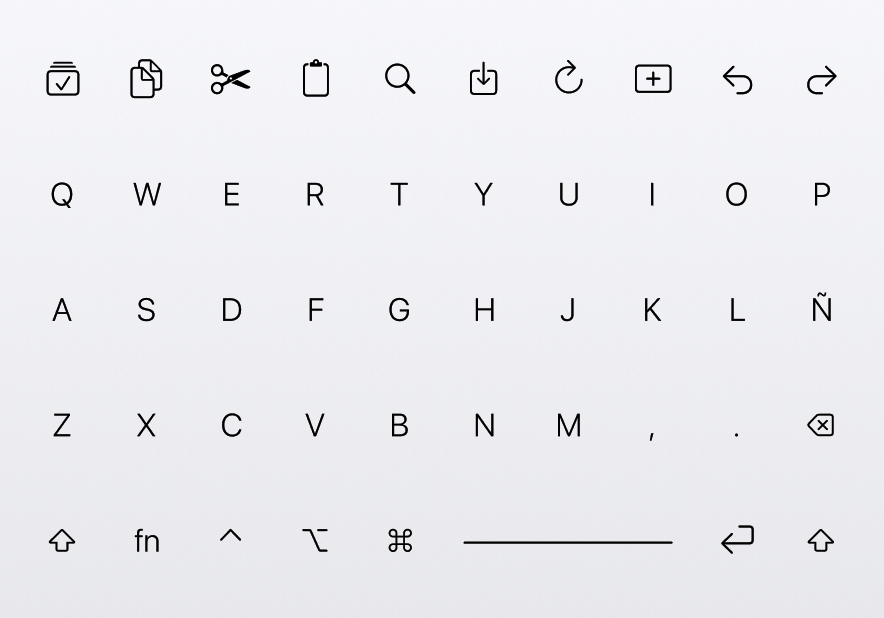 Q W E R T Y U I O P
A S D F G H J K L Ñ
Z X C V B N M , .
fn ^ ⌥ ⌘